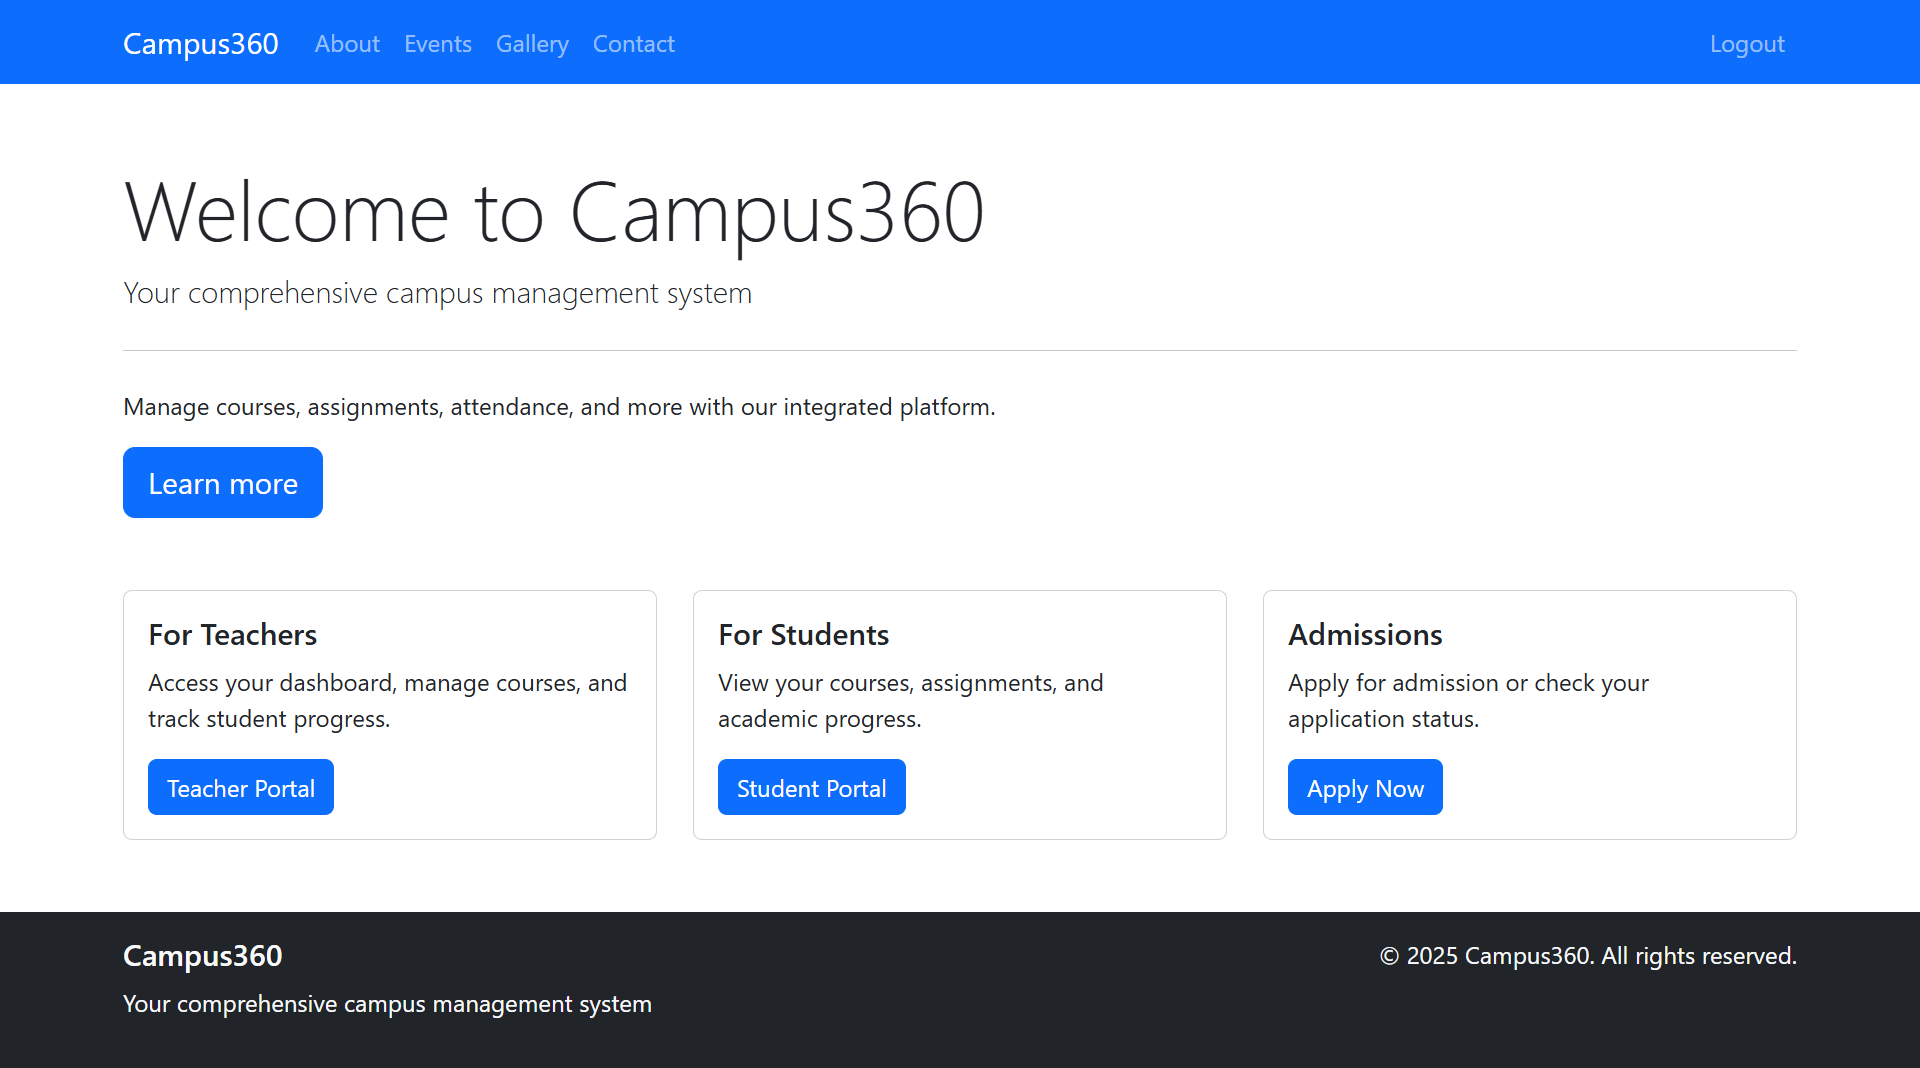 Campus360 About Events Gallery Contact Logout
Welcome to Campus360
Your comprehensive campus management system
Manage courses, assignments, attendance, and more with our integrated platform.
Learn more
For Teachers
Access your dashboard, manage courses, and
track student progress.
Teacher Portal
For Students
View your courses, assignments, and
academic progress.
Student Portal
Admissions
Apply for admission or check your
application status.
Apply Now
Campus360
Your comprehensive campus management system
© 2025 Campus360. All rights reserved.